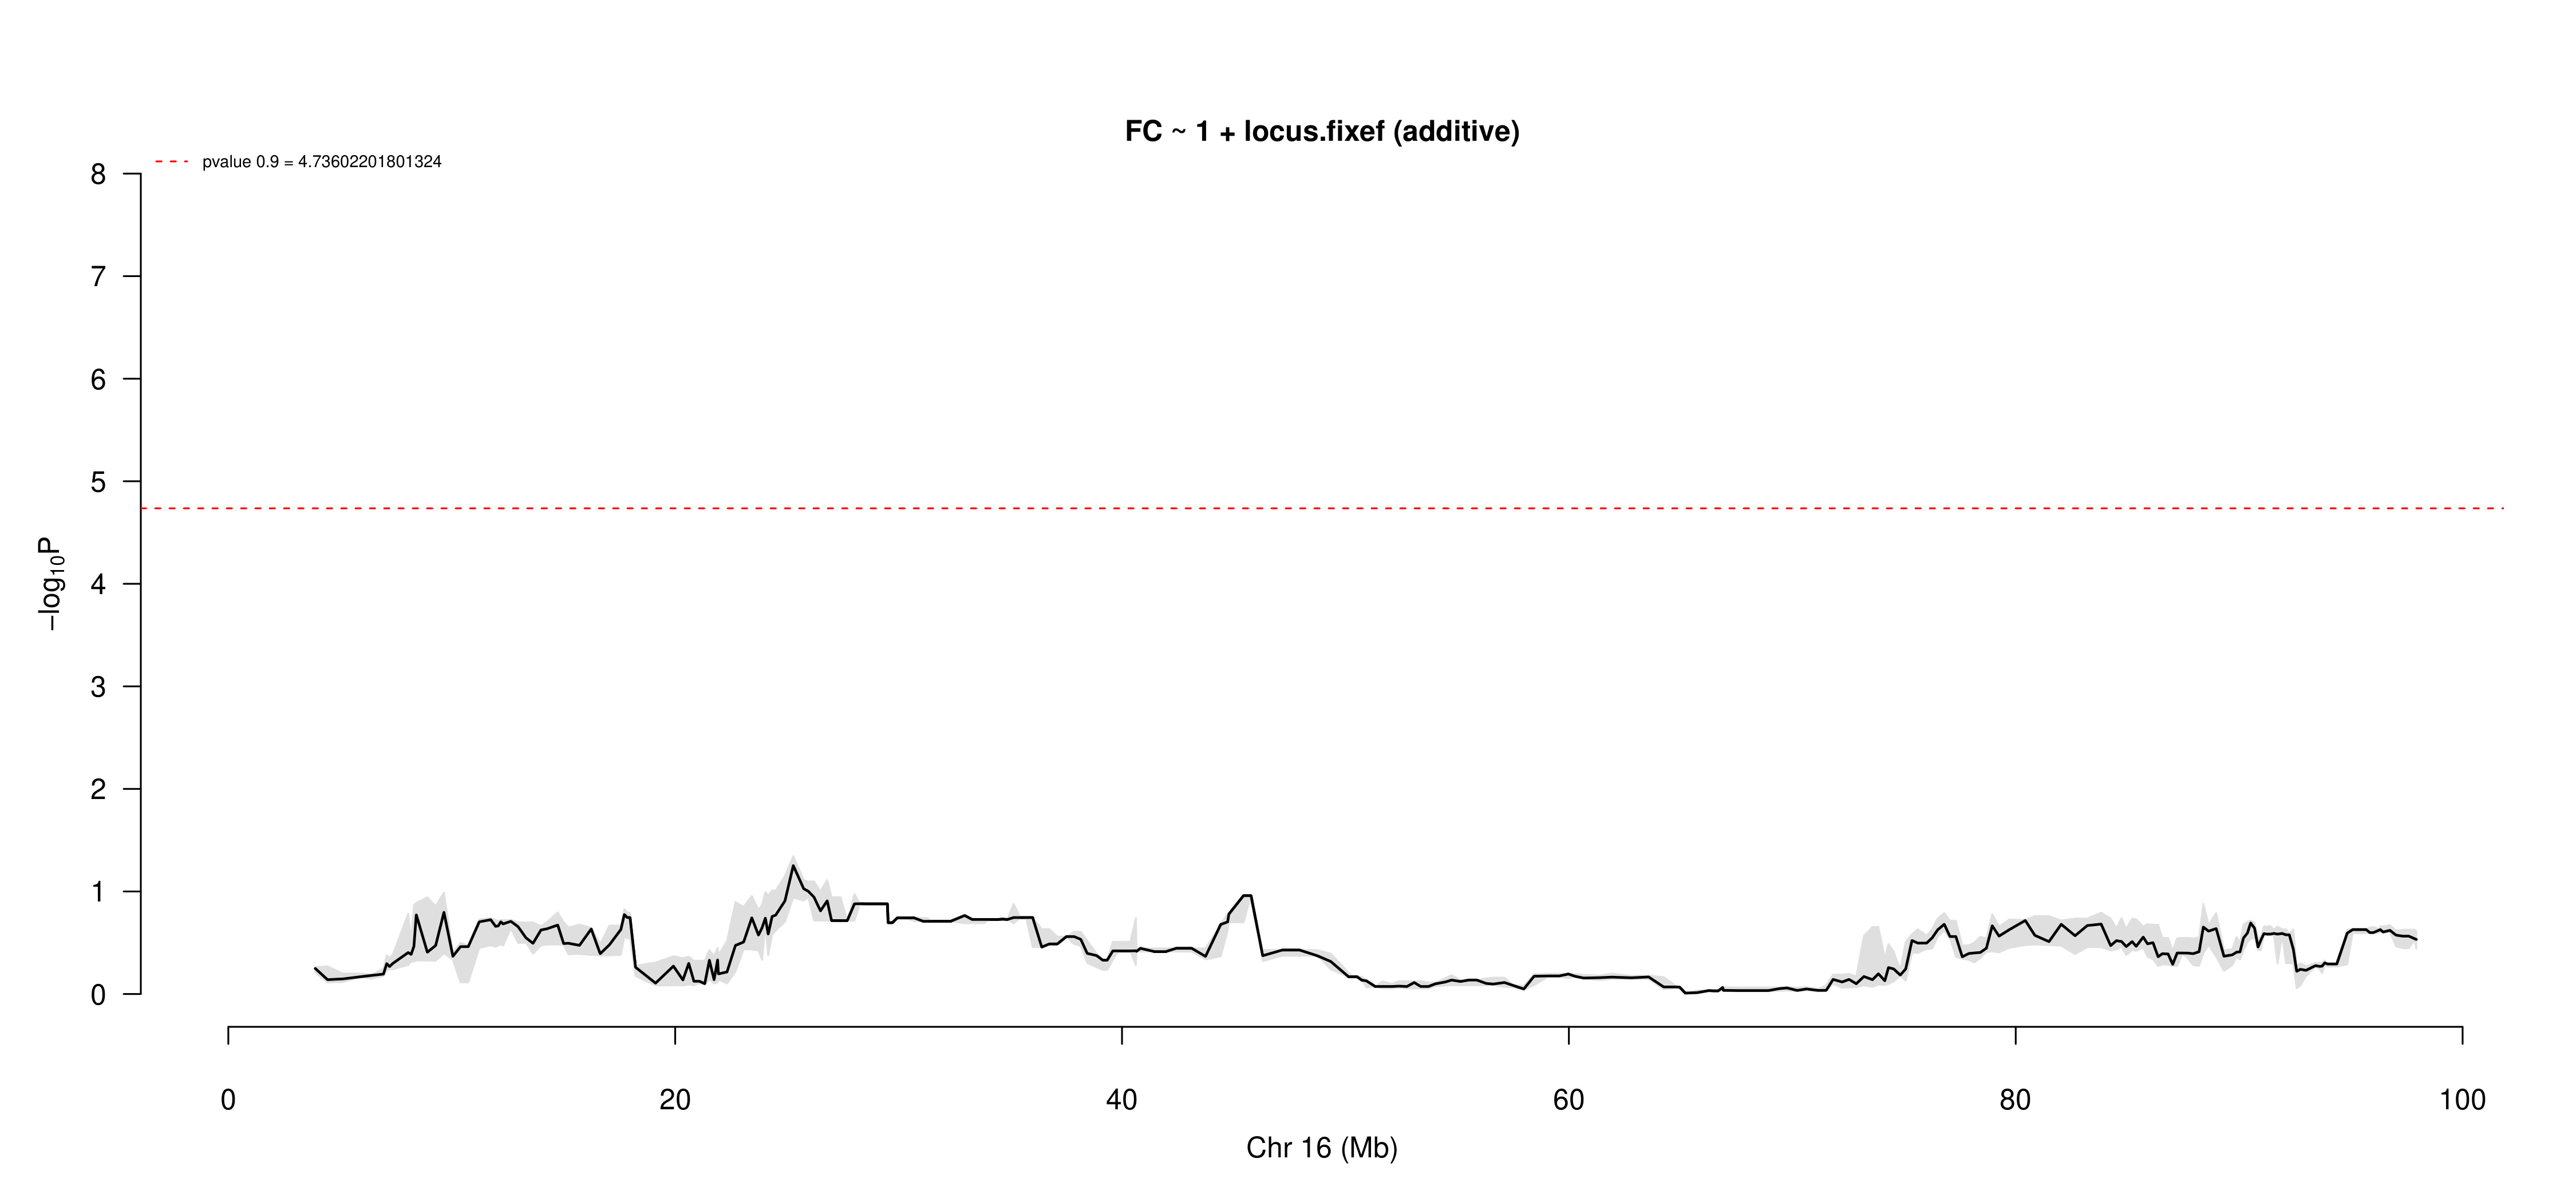 FC ~ 1 + locus.fixef (additive)
pvalue 0.9 = 4.73602201801324
8
7
6
5
4
3
2
1
0
−log10P
0 20 40 60 80 100
Chr 16 (Mb)